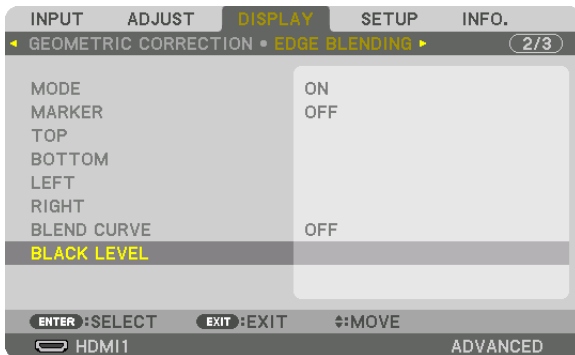 INPUT ADJUST DISPLAY SETUP INFO.
GEOMETRIC CORRECTION • EDGE BLENDING 2/3
MODE ON
MARKER OFF
TOP
BOTTOM
LEFT
RIGHT
BLEND CURVE OFF
BLACK LEVEL
ENTER :SELECT EXIT :EXIT :MOVE
HDMI1 ADVANCED